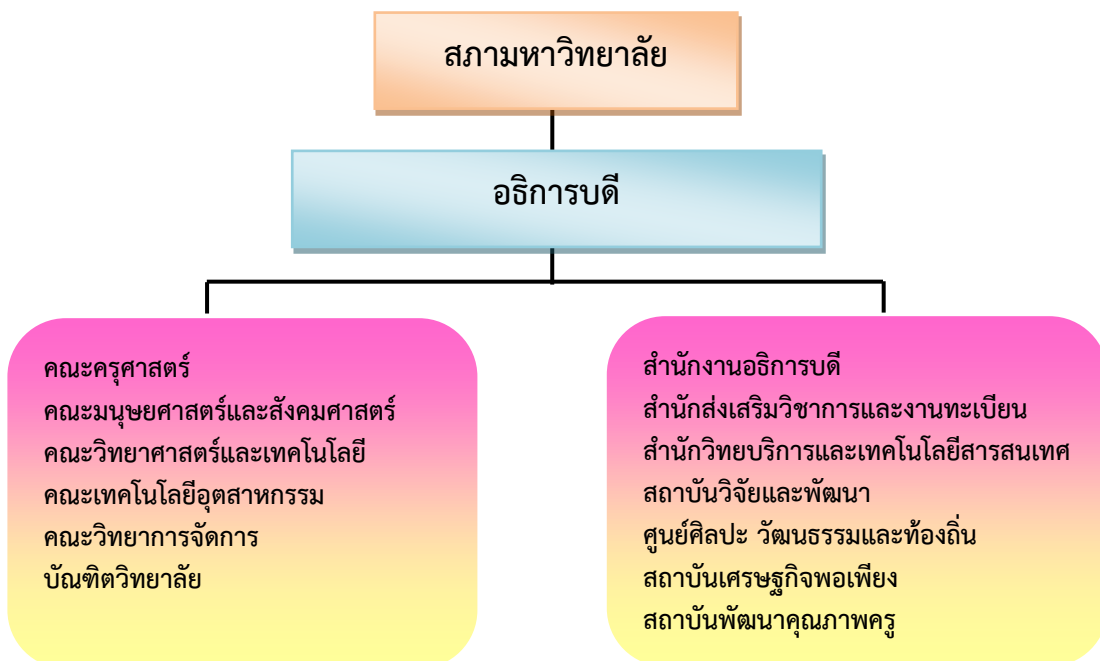 สภามหาวิทยาลัย
อธิการบดี
คณะครุศาสตร์
คณะมนุษยศาสตร์และสังคมศาสตร์
คณะวิทยาศาสตร์และเทคโนโลยี
คณะเทคโนโลยีอุตสาหกรรม
คณะวิทยาการจัดการ
บัณฑิตวิทยาลัย
สำนักงานอธิการบดี
สำนักส่งเสริมวิชาการและงานทะเบียน
สำนักวิทยบริการและเทคโนโลยีสารสนเทศ
สถาบันวิจัยและพัฒนา
ศูนย์ศิลปะ วัฒนธรรมและท้องถิ่น
สถาบันเศรษฐกิจพอเพียง
สถาบันพัฒนาคุณภาพครู